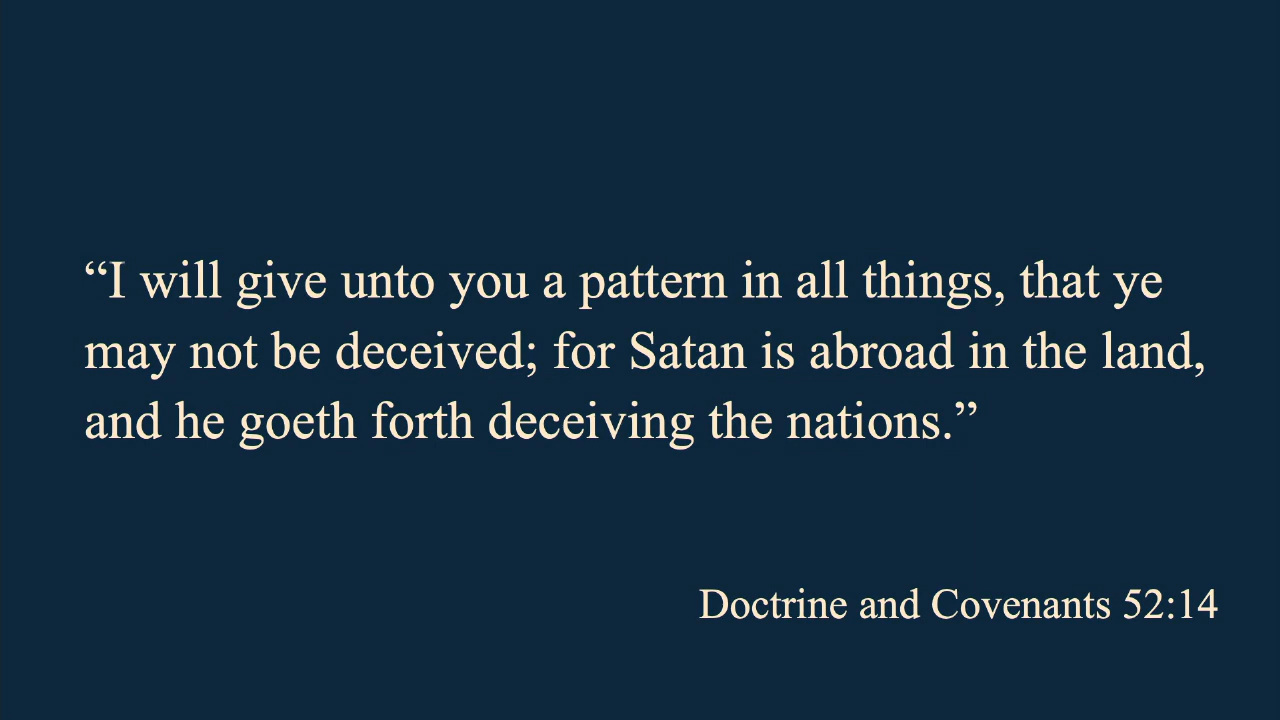 “I will give unto you a pattern in all things, that ye
may not be deceived; for Satan is abroad in the land,
and he goeth forth deceiving the nations.”
Doctrine and Covenants 52:14